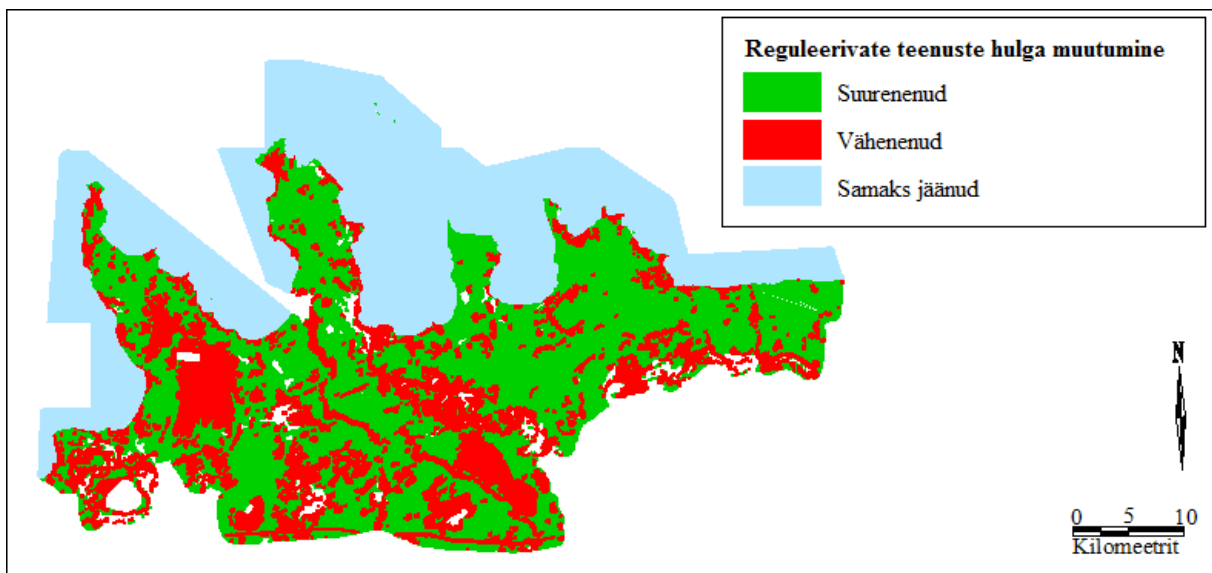 Reguleerivate teenuste hulga muutumine
Suurenenud
Vähenenud
Samaks jäänud
N
0 5 10
Kilomeetrit